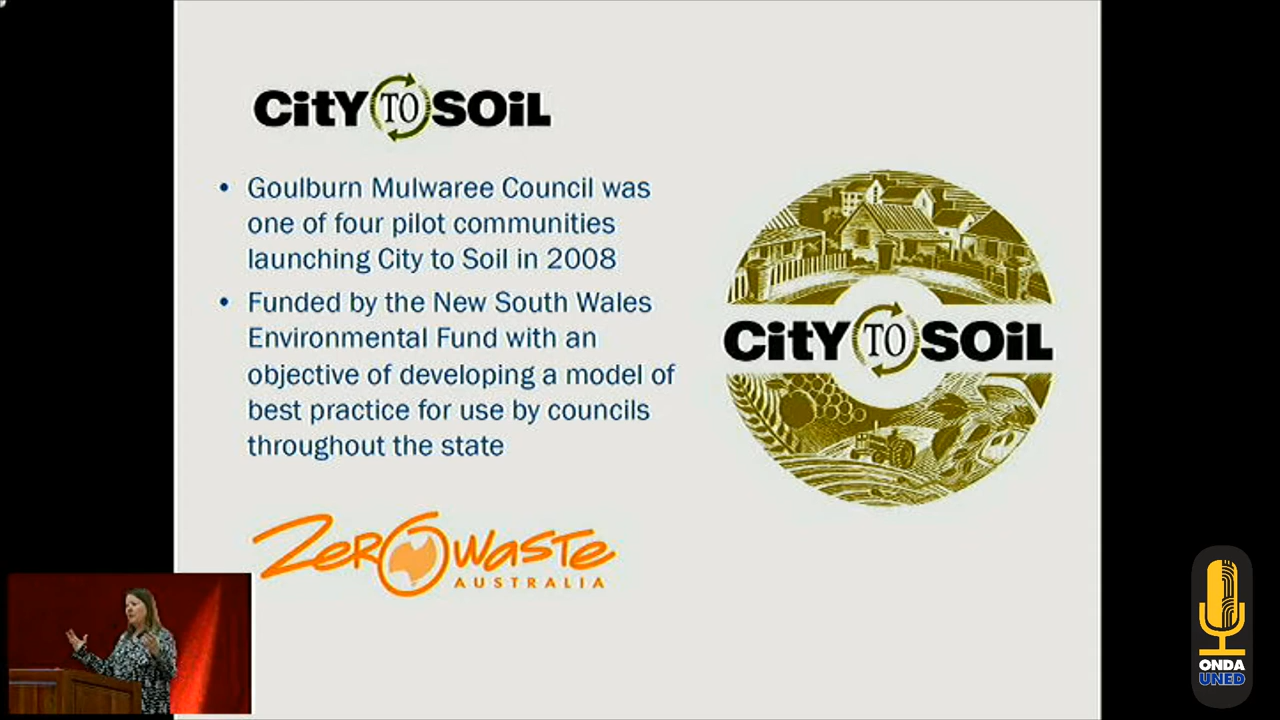 CitY TO SOiL
• Goulburn Mulwaree Council was
one of four pilot communities
launching City to Soil in 2008
• Funded by the New South Wales
Environmental Fund with an
objective of developing a model of
best practice for use by councils
throughout the state
CitY TO SOiL
ZeroWaste
AUSTRALIA
ONDA
UNED